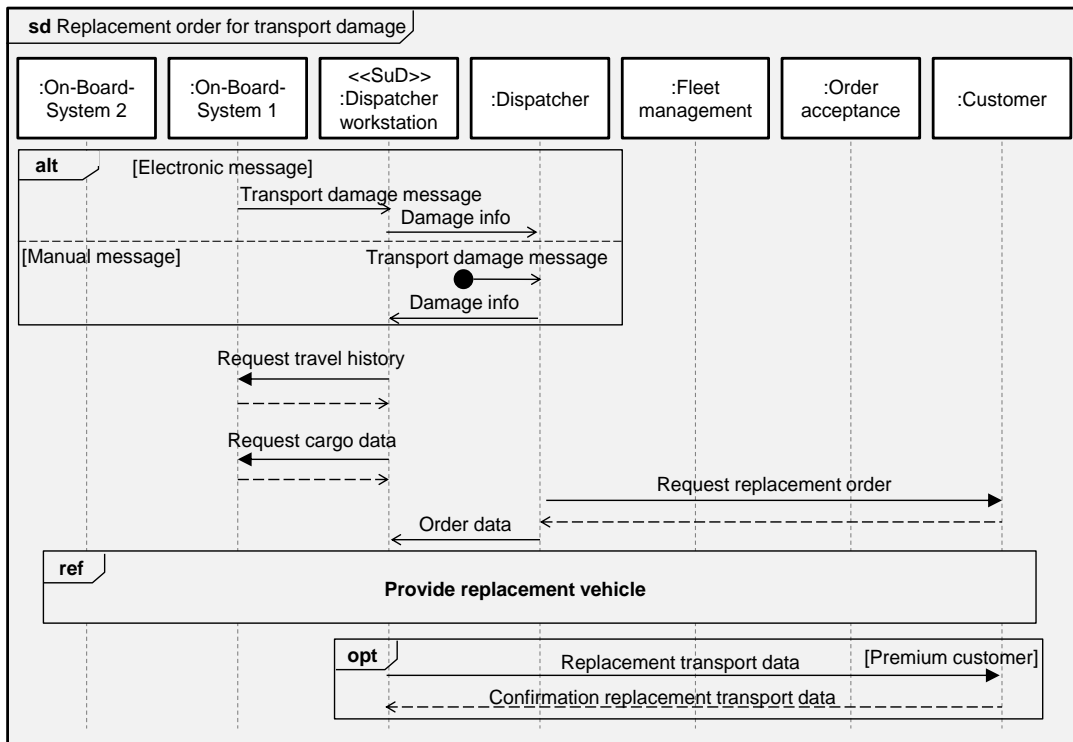 sd Replacement order for transport damage
:On-Board-
System 2
:On-Board-
System 1
<<SuD>>
:Dispatcher
workstation
:Dispatcher
:Fleet
management
:Order
acceptance
:Customer
alt
[Electronic message]
Transport damage message
Damage info
[Manual message]
Transport damage message
Damage info
Request travel history
Request cargo data
Request replacement order
Order data
ref
Provide replacement vehicle
opt
Replacement transport data
[Premium customer]
Confirmation replacement transport data